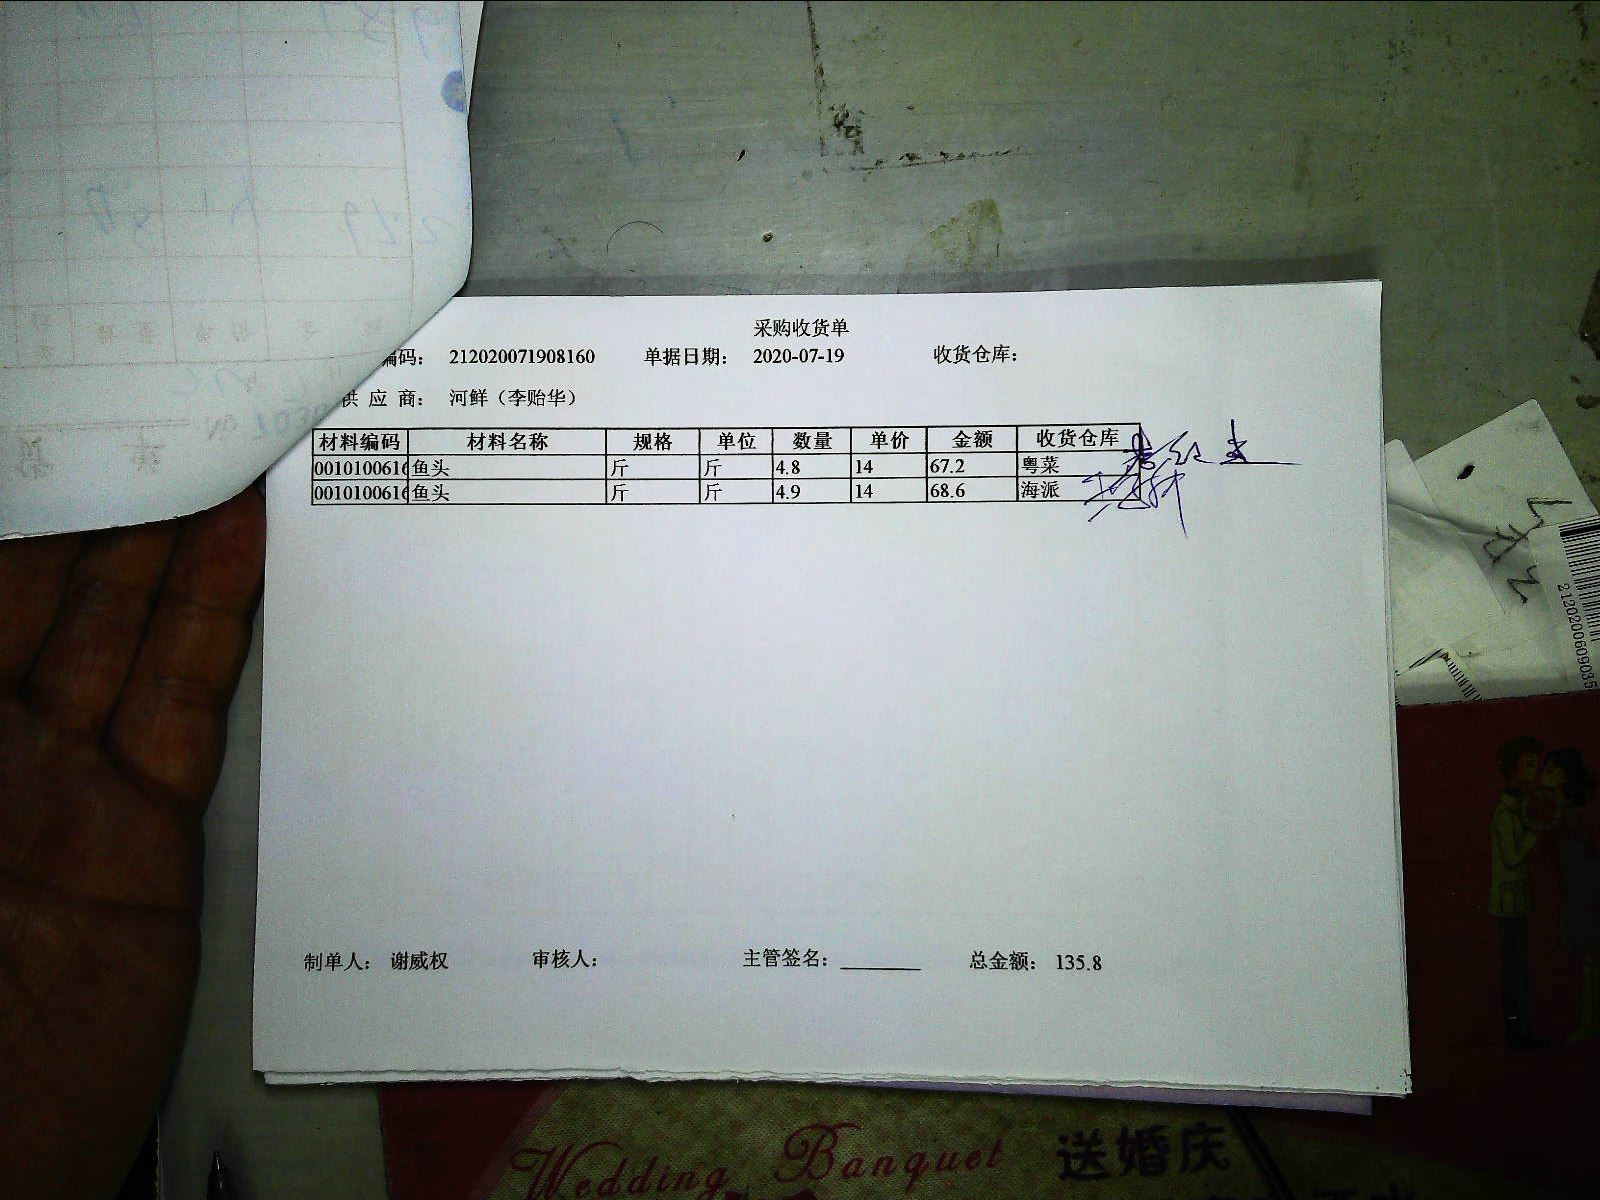 采购收货单
编码： 212020071908160 单据日期： 2020-07-19 收货仓库：
供 应 商： 河鲜（李贻华）
材料编码 材料名称 规格 单位 数量 单价 金额 收货仓库
0010100616 鱼头 斤 斤 4.8 14 67.2 粤菜
0010100616 鱼头 斤 斤 4.9 14 68.6 海派
制单人： 谢威权 审核人： 主管签名： 总金额： 135.8
2120200609035
Wedding Banquet 送婚庆